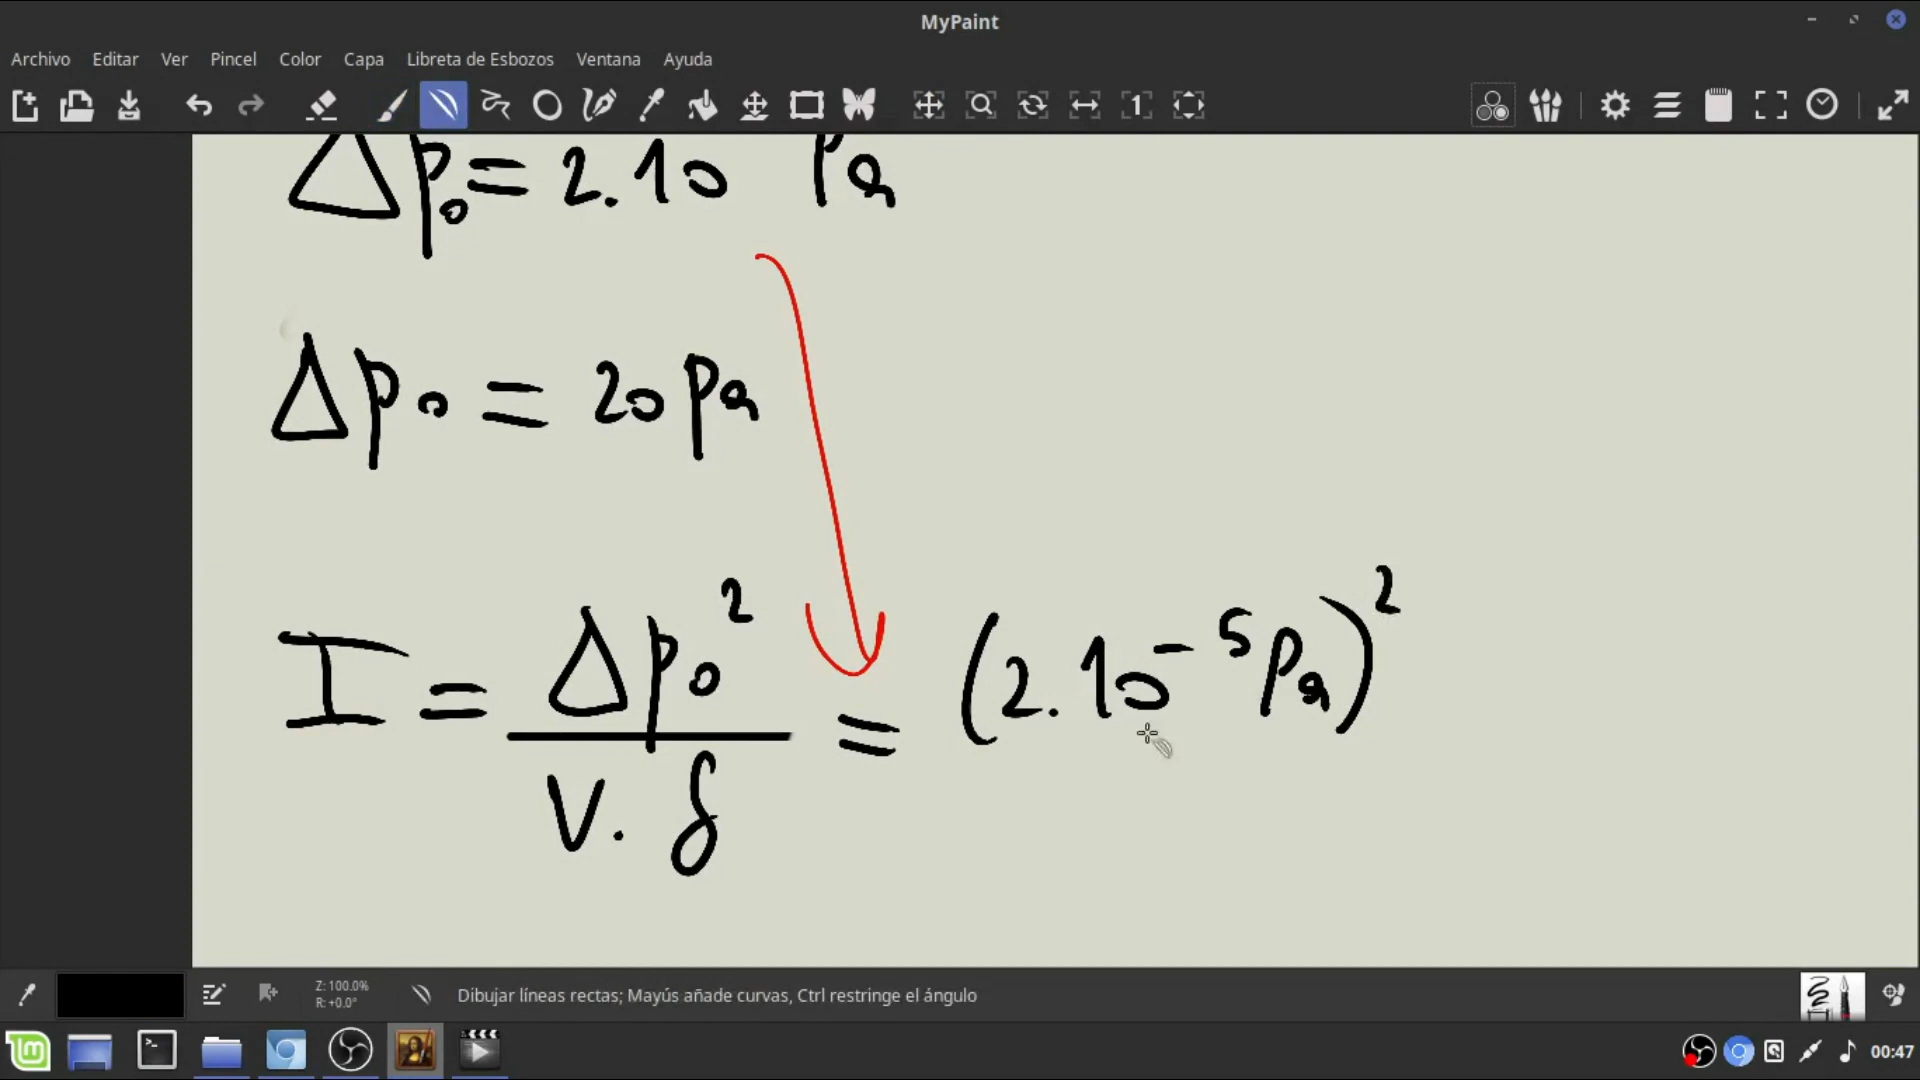 MyPaint
Archivo Editar Ver Pincel Color Capa Libreta de Esbozos Ventana Ayuda
1
Δp₀ = 2.10 Pa
Δp₀ = 20 Pa
I = Δp₀² / V. δ = (2.10⁻⁵ Pa)²
Z: 100.0%
R: +0.0°
Dibujar líneas rectas; Mayús añade curvas, Ctrl restringe el ángulo
00:47